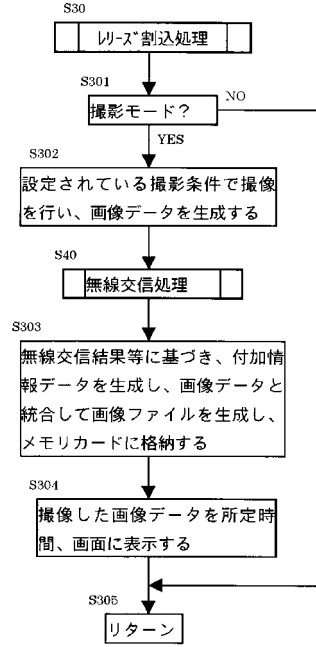 S30
ﾚﾘｰｽﾞ割込処理
S301
撮影モード？
NO
YES
S302
設定されている撮影条件で撮像
を行い、画像データを生成する
S40
無線交信処理
S303
無線交信結果等に基づき、付加情
報データを生成し、画像データと
統合して画像ファイルを生成し、
メモリカードに格納する
S304
撮像した画像データを所定時
間、画面に表示する
S305
リターン